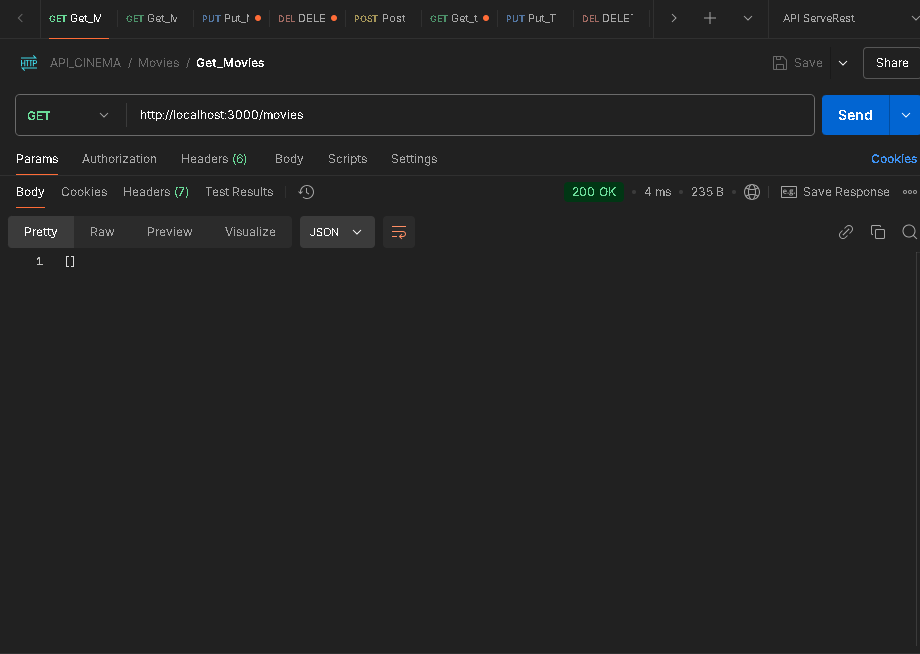 GET Get_M GET Get_M PUT Put_M DEL DELE POST Post GET Get_t PUT Put_T DEL DELET API ServeRest
HTTP API_CINEMA / Movies / Get_Movies Save Share
GET http://localhost:3000/movies Send
Params Authorization Headers (6) Body Scripts Settings Cookies
Body Cookies Headers (7) Test Results 200 OK 4 ms 235 B e.g. Save Response
Pretty Raw Preview Visualize JSON
1 []